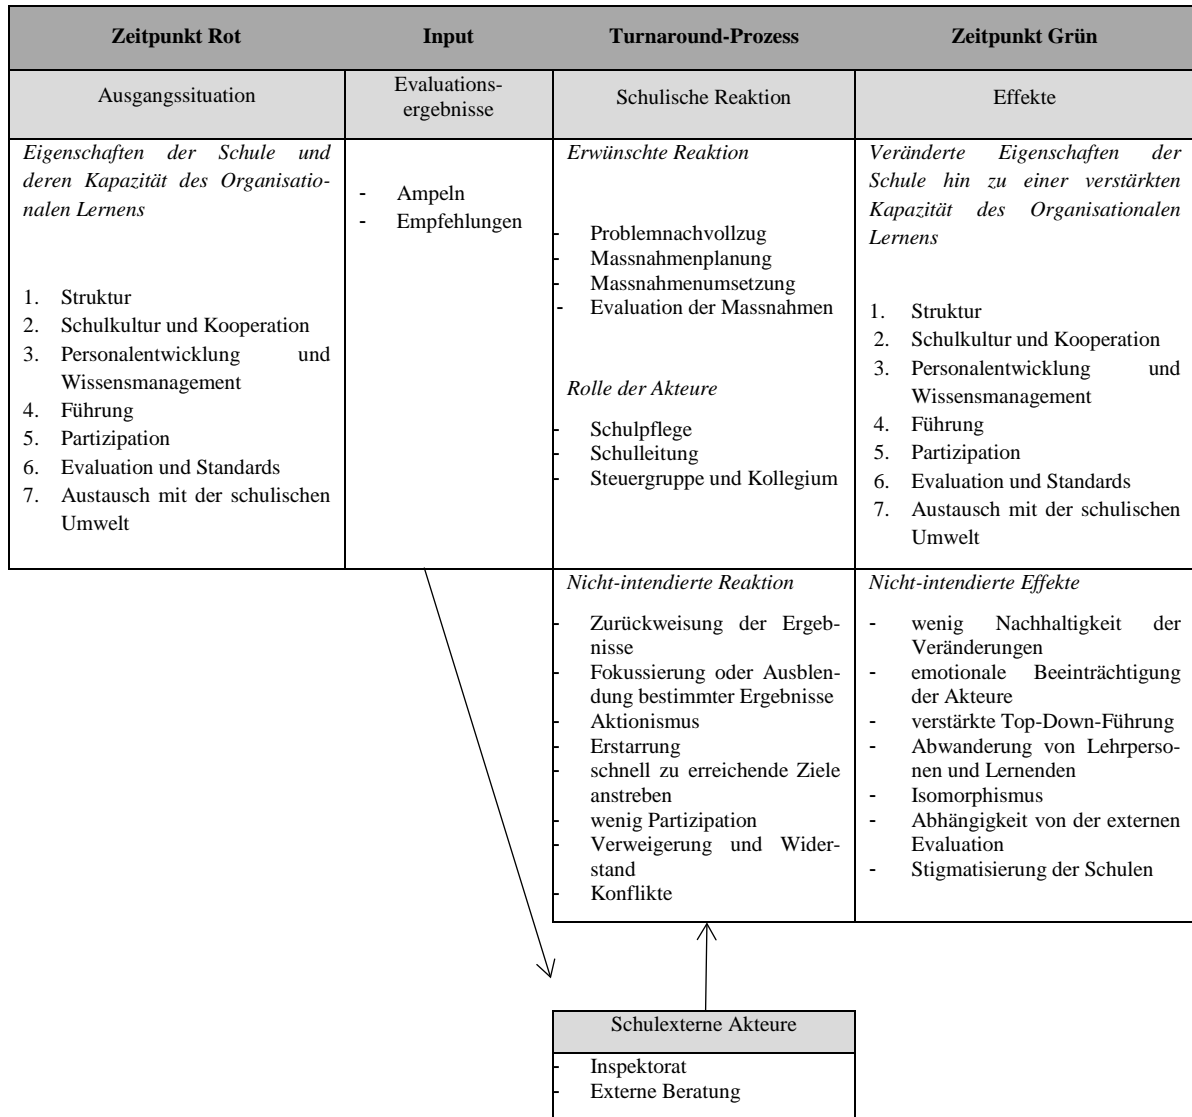 Zeitpunkt Rot
Input
Turnaround-Prozess
Zeitpunkt Grün
Ausgangssituation
Evaluations-
ergebnisse
Schulische Reaktion
Effekte
Eigenschaften der Schule und
deren Kapazität des Organisatio-
nalen Lernens
1. Struktur
2. Schulkultur und Kooperation
3. Personalentwicklung und
Wissensmanagement
4. Führung
5. Partizipation
6. Evaluation und Standards
7. Austausch mit der schulischen
Umwelt
- Ampeln
- Empfehlungen
Erwünschte Reaktion
- Problemnachvollzug
- Massnahmenplanung
- Massnahmenumsetzung
- Evaluation der Massnahmen
Rolle der Akteure
- Schulpflege
- Schulleitung
- Steuergruppe und Kollegium
Veränderte Eigenschaften der
Schule hin zu einer verstärkten
Kapazität des Organisationalen
Lernens
1. Struktur
2. Schulkultur und Kooperation
3. Personalentwicklung und
Wissensmanagement
4. Führung
5. Partizipation
6. Evaluation und Standards
7. Austausch mit der schulischen
Umwelt
Nicht-intendierte Reaktion
- Zurückweisung der Ergeb-
nisse
- Fokussierung oder Ausblen-
dung bestimmter Ergebnisse
- Aktionismus
- Erstarrung
- schnell zu erreichende Ziele
anstreben
- wenig Partizipation
- Verweigerung und Wider-
stand
- Konflikte
Nicht-intendierte Effekte
- wenig Nachhaltigkeit der
Veränderungen
- emotionale Beeinträchtigung
der Akteure
- verstärkte Top-Down-Führung
- Abwanderung von Lehrperso-
nen und Lernenden
- Isomorphismus
- Abhängigkeit von der externen
Evaluation
- Stigmatisierung der Schulen
Schulexterne Akteure
- Inspektorat
- Externe Beratung